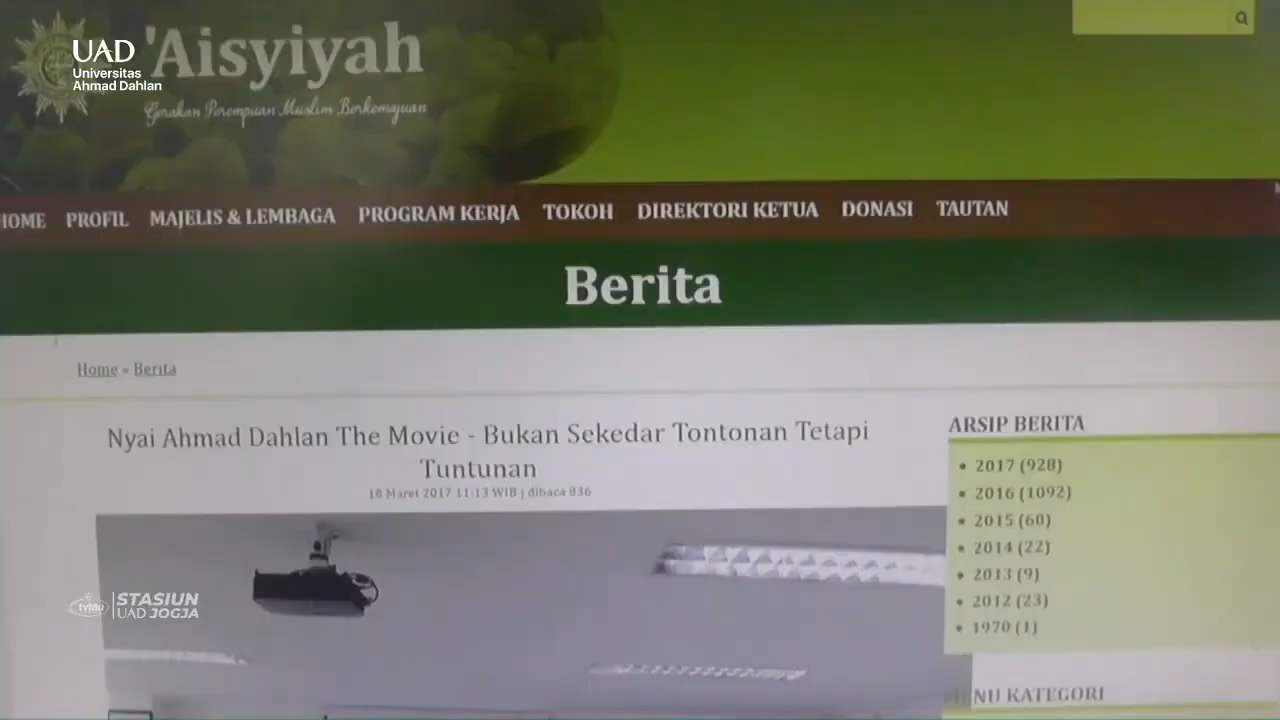 UAD
Universitas
Ahmad Dahlan
'Aisyiyah
Gerakan Perempuan Muslim Berkemajuan
HOME PROFIL MAJELIS & LEMBAGA PROGRAM KERJA TOKOH DIREKTORI KETUA DONASI TAUTAN
Berita
Home » Berita
Nyai Ahmad Dahlan The Movie - Bukan Sekedar Tontonan Tetapi
Tuntunan
18 Maret 2017 11:13 WIB | dibaca 836
ARSIP BERITA
• 2017 (928)
• 2016 (1092)
• 2015 (60)
• 2014 (22)
• 2013 (9)
• 2012 (23)
• 1970 (1)
MENU KATEGORI
tvMu
STASIUN
UAD JOGJA